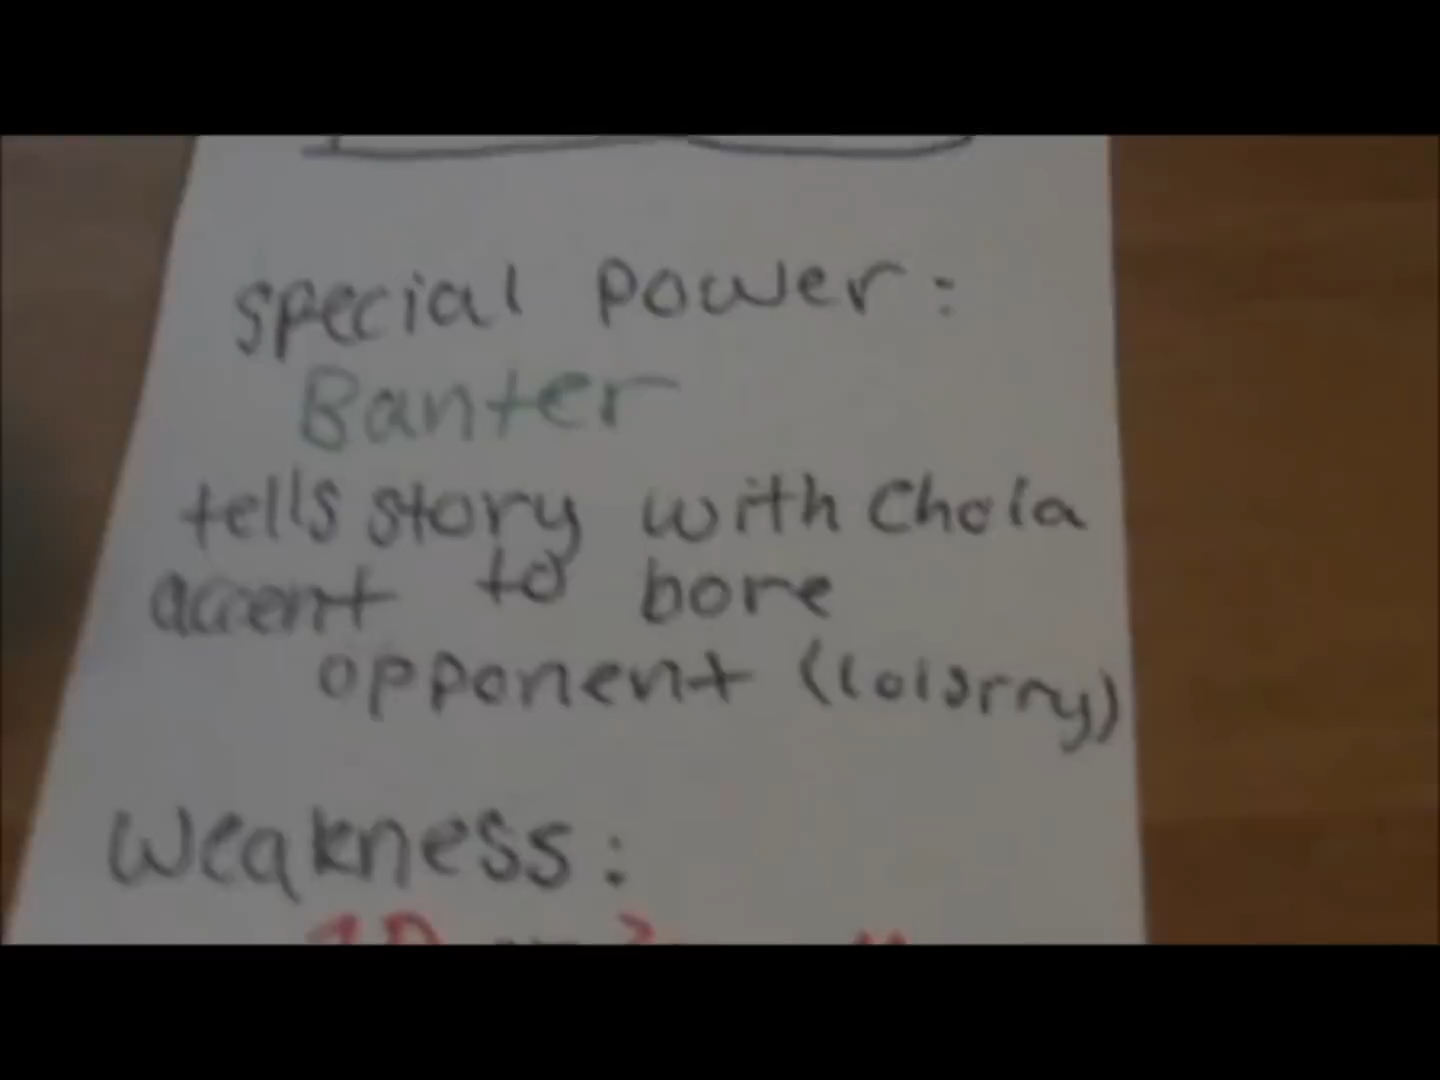 special power:
Banter
tells story with Chola
accent to bore
opponent (lolsrry)
Weakness: